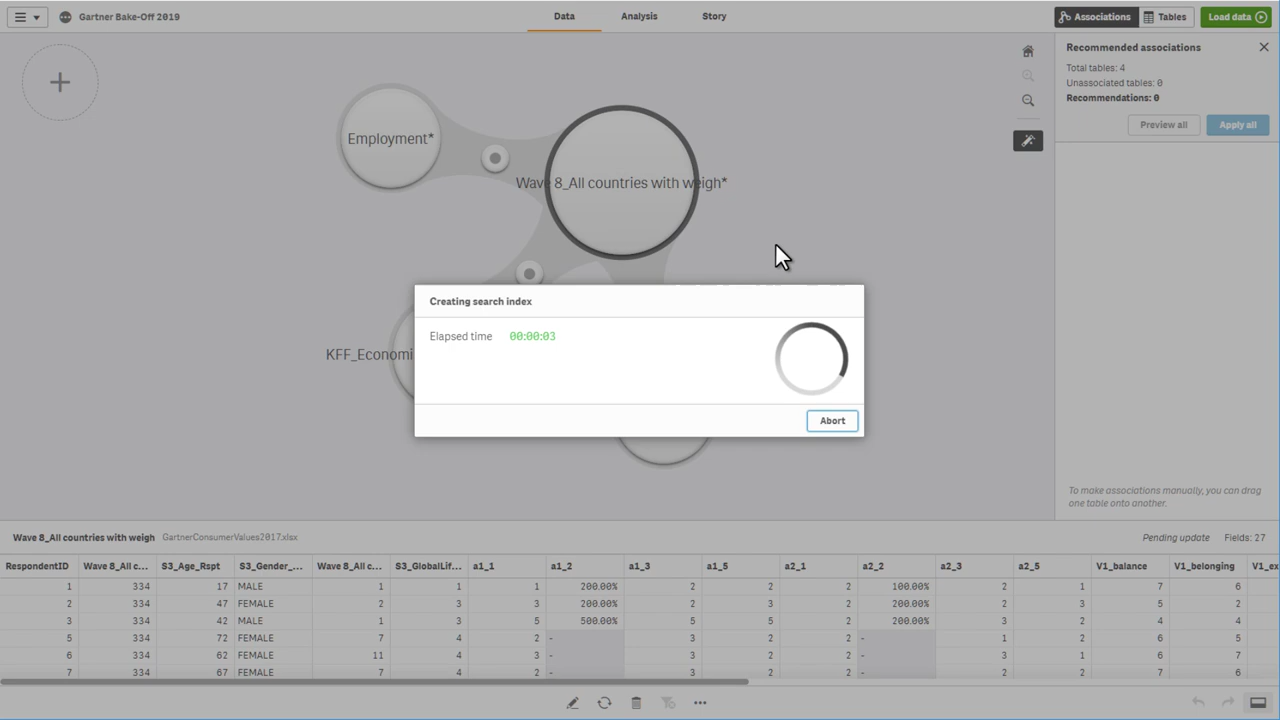 Gartner Bake-Off 2019
Data Analysis Story
Associations Tables Load data
Recommended associations
Total tables: 4
Unassociated tables: 0
Recommendations: 0
Preview all Apply all
Employment*
Wave 8_All countries with weigh*
KFF_Economi
Creating search index
Elapsed time 00:00:03
Abort
To make associations manually, you can drag
one table onto another.
Wave 8_All countries with weigh GartnerConsumerValues2017.xlsx Pending update Fields: 27
RespondentID Wave 8_All c... S3_Age_Rspt S3_Gender_... Wave 8_All c... S3_GlobalLif... a1_1 a1_2 a1_3 a1_5 a2_1 a2_2 a2_3 a2_5 V1_balance V1_belonging V1_ex
1 334 17 MALE 1 1 1 200.00% 2 2 2 100.00% 2 1 7 6
2 334 47 FEMALE 2 3 3 200.00% 2 3 2 200.00% 2 3 5 2
3 334 42 MALE 1 3 5 500.00% 5 5 2 200.00% 3 2 4 4
5 334 72 FEMALE 7 4 2 - 3 2 2 - 1 2 6 5
6 334 62 FEMALE 11 4 3 - 3 2 2 - 3 1 6 7
7 334 67 FEMALE 7 4 2 - 3 2 2 - 2 2 7 6